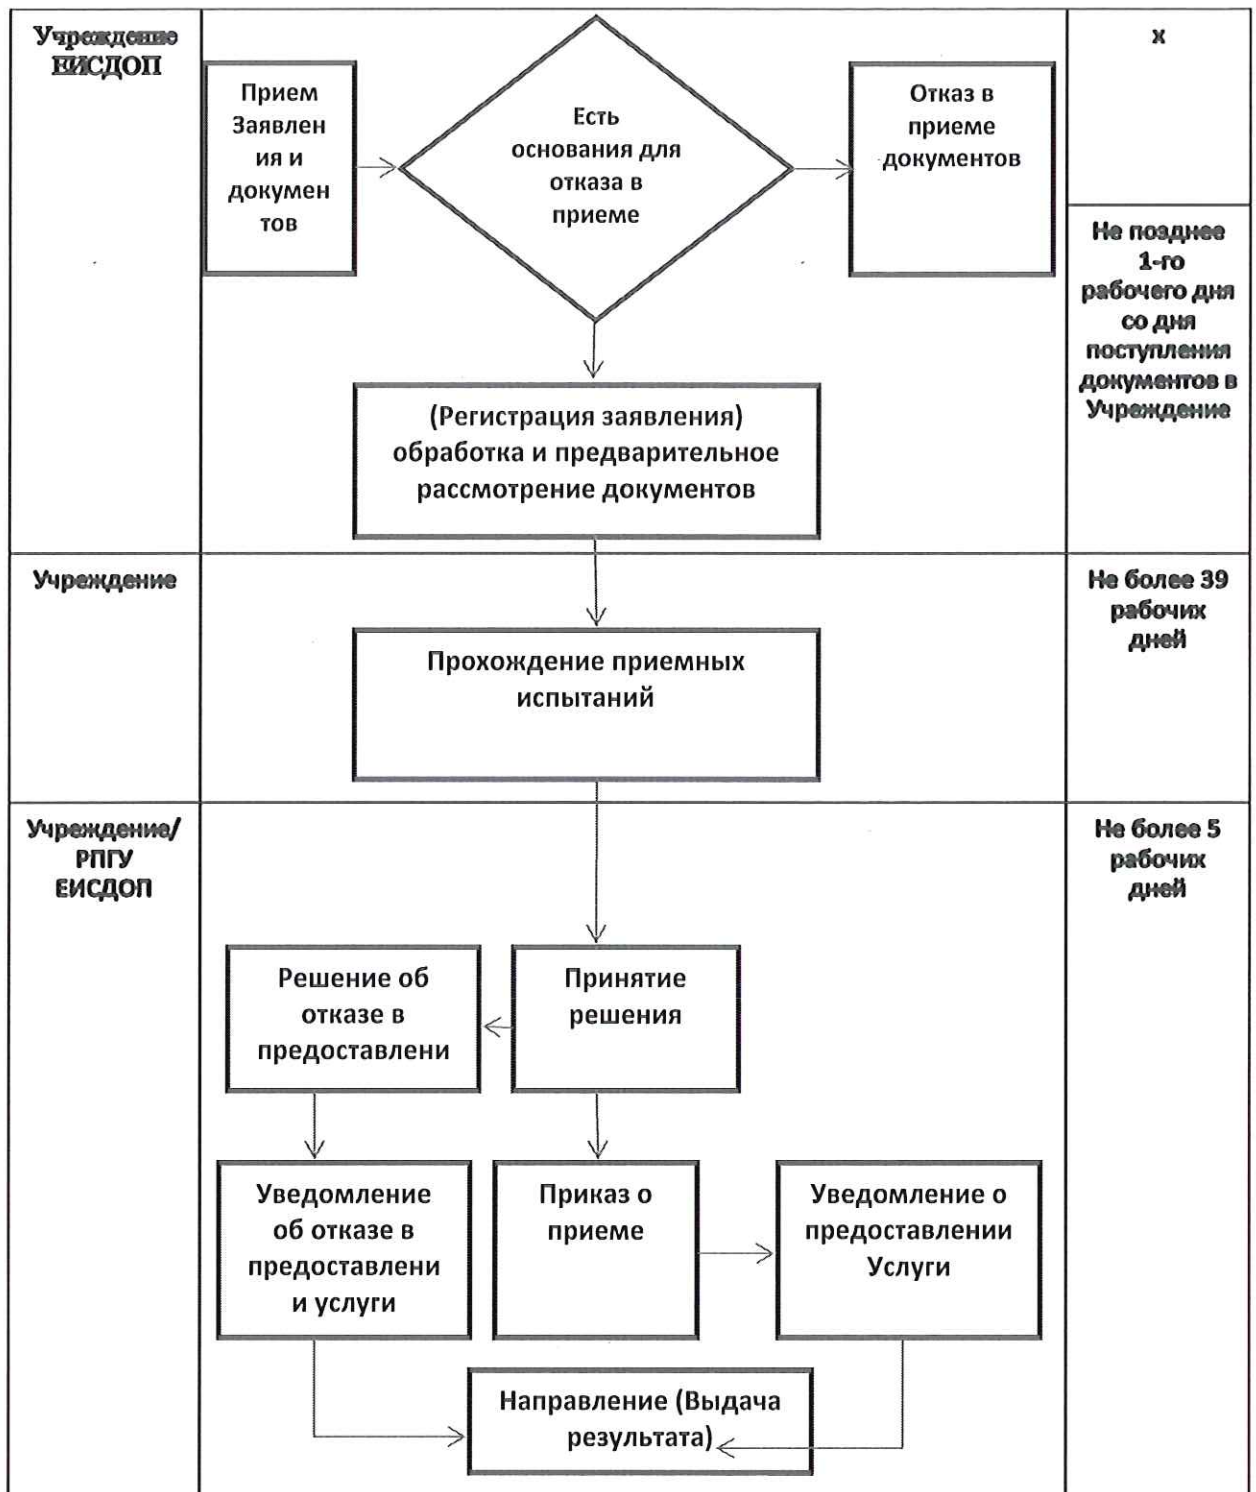 Учреждение
ЕИСДОП
Прием
Заявлен
ия и
докумен
тов
Есть
основания для
отказа в
приеме
Отказ в
приеме
документов
х
Не позднее
1-го
рабочего дня
со дня
поступления
документов в
Учреждение
(Регистрация заявления)
обработка и предварительное
рассмотрение документов
Учреждение
Прохождение приемных
испытаний
Не более 39
рабочих
дней
Учреждение/
РПГУ
ЕИСДОП
Не более 5
рабочих
дней
Решение об
отказе в
предоставлени
Принятие
решения
Уведомление
об отказе в
предоставлени
и услуги
Приказ о
приеме
Уведомление о
предоставлении
Услуги
Направление (Выдача
результата)